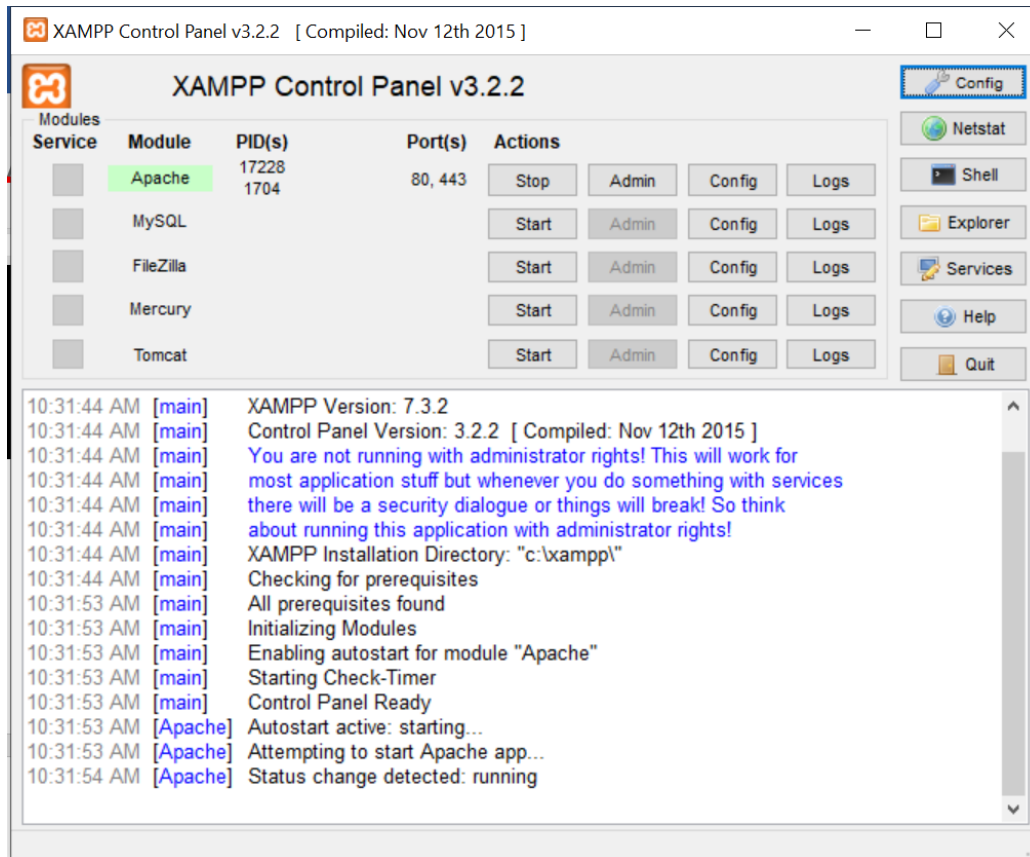 XAMPP Control Panel v3.2.2 [ Compiled: Nov 12th 2015 ]
XAMPP Control Panel v3.2.2
Config
Modules
Netstat
Service Module PID(s) Port(s) Actions
Apache 17228 1704 80, 443 Stop Admin Config Logs
Shell
MySQL Start Admin Config Logs
Explorer
FileZilla Start Admin Config Logs
Services
Mercury Start Admin Config Logs
Help
Tomcat Start Admin Config Logs
Quit
10:31:44 AM [main] XAMPP Version: 7.3.2
10:31:44 AM [main] Control Panel Version: 3.2.2 [ Compiled: Nov 12th 2015 ]
10:31:44 AM [main] You are not running with administrator rights! This will work for
10:31:44 AM [main] most application stuff but whenever you do something with services
10:31:44 AM [main] there will be a security dialogue or things will break! So think
10:31:44 AM [main] about running this application with administrator rights!
10:31:44 AM [main] XAMPP Installation Directory: "c:\xampp\"
10:31:44 AM [main] Checking for prerequisites
10:31:53 AM [main] All prerequisites found
10:31:53 AM [main] Initializing Modules
10:31:53 AM [main] Enabling autostart for module "Apache"
10:31:53 AM [main] Starting Check-Timer
10:31:53 AM [main] Control Panel Ready
10:31:53 AM [Apache] Autostart active: starting...
10:31:53 AM [Apache] Attempting to start Apache app...
10:31:54 AM [Apache] Status change detected: running